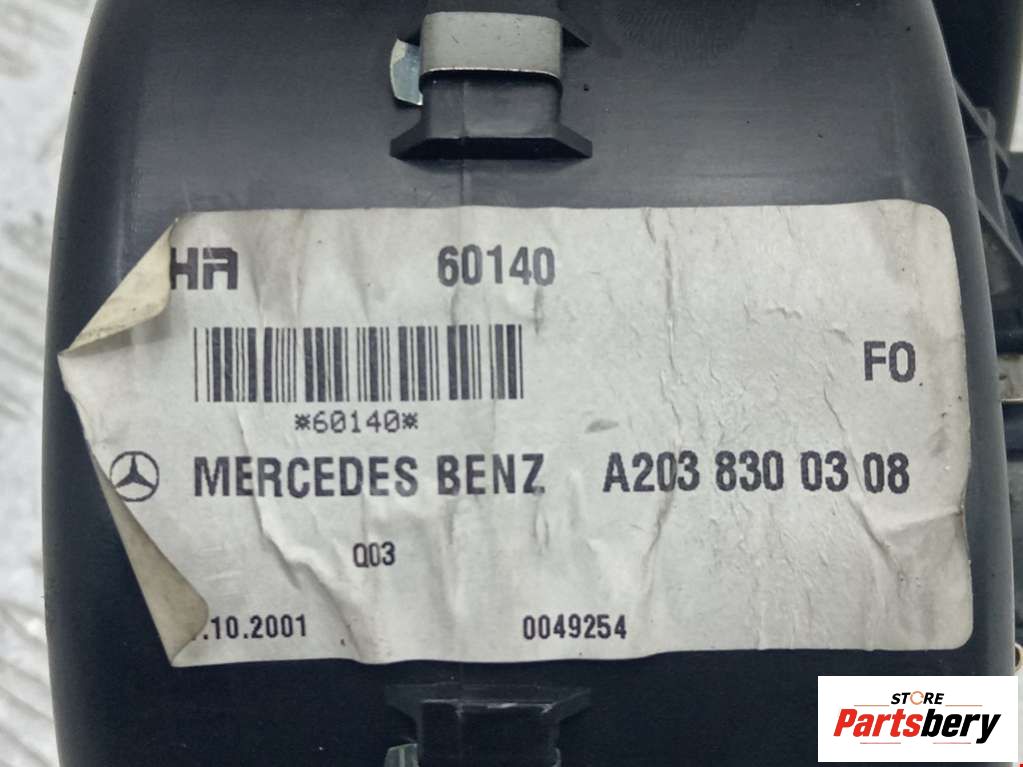 60140
FO
*60140*
MERCEDES BENZ A203 830 03 08
Q03
.10.2001 0049254
STORE
Partsbery